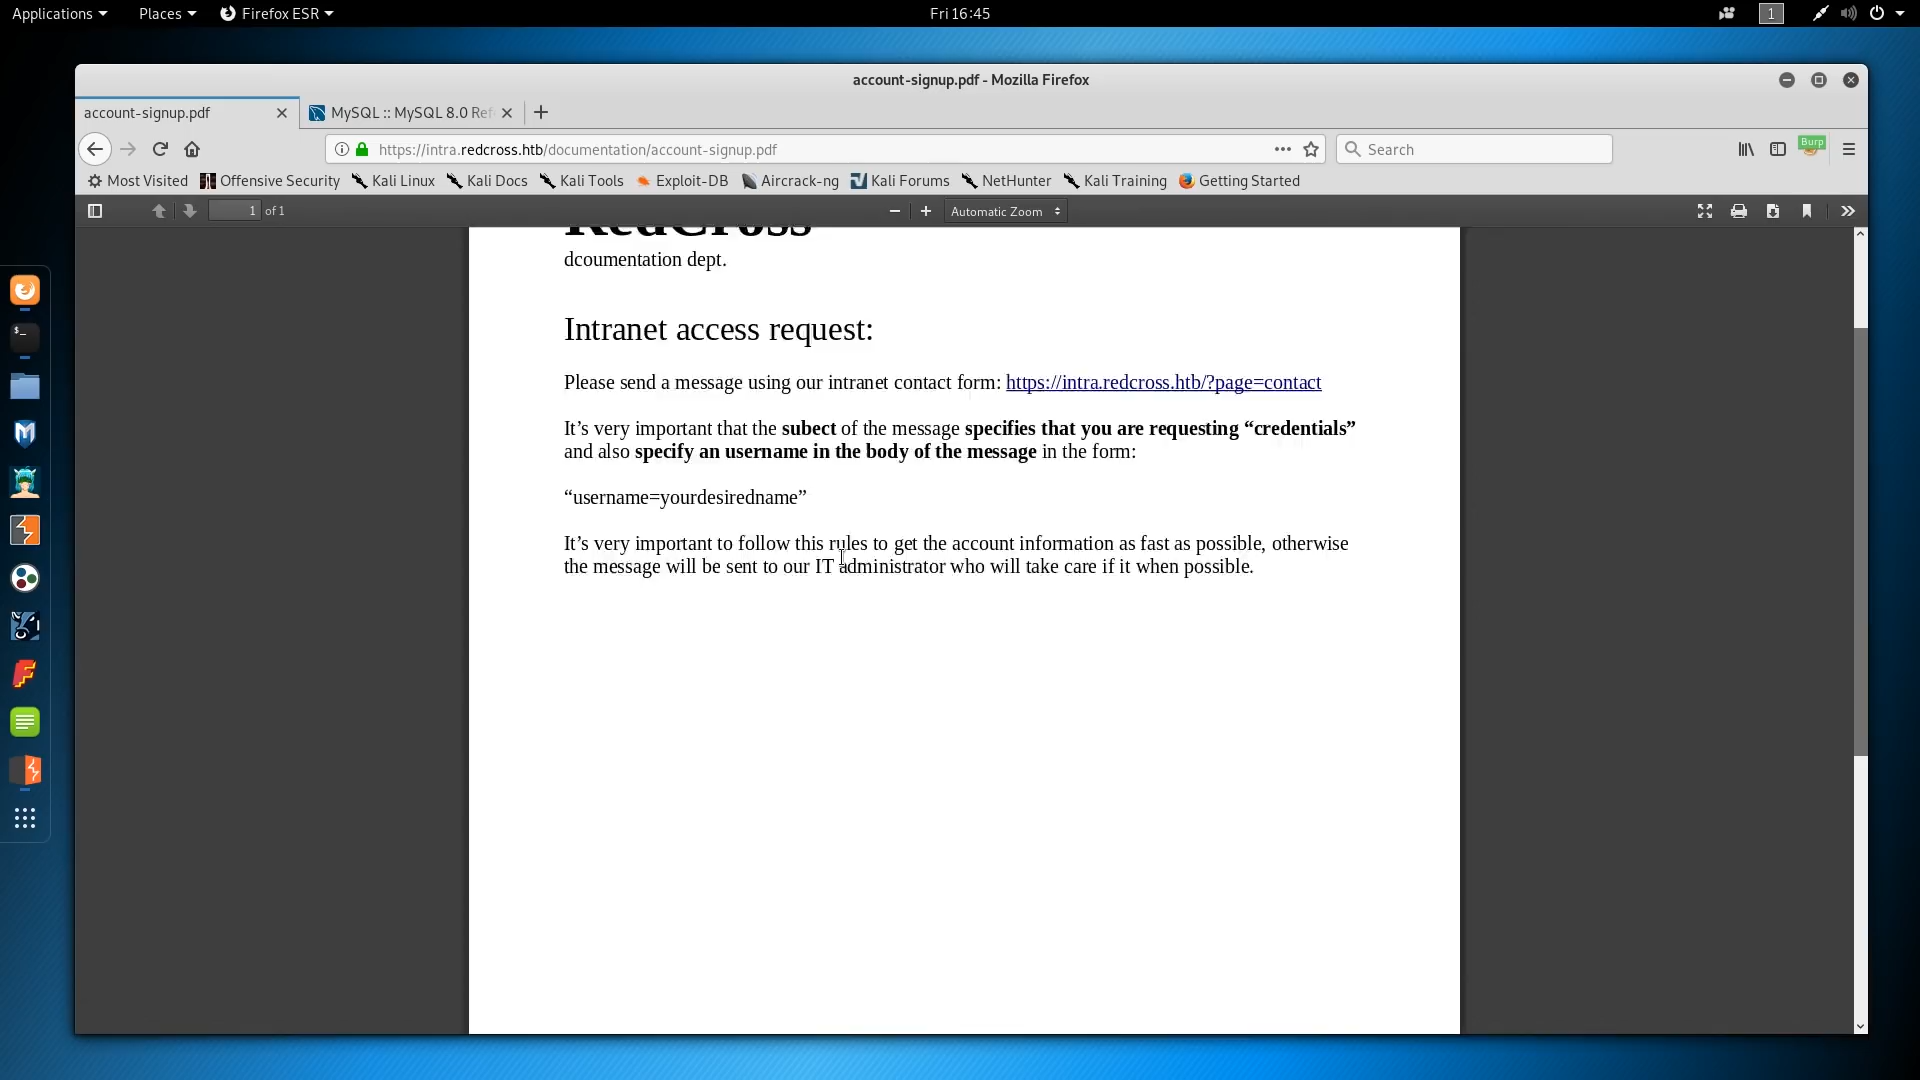 Applications Places Firefox ESR Fri 16:45 1
account-signup.pdf - Mozilla Firefox
account-signup.pdf MySQL :: MySQL 8.0 Ref
https://intra.redcross.htb/documentation/account-signup.pdf Search Burp
Most Visited Offensive Security Kali Linux Kali Docs Kali Tools Exploit-DB Aircrack-ng Kali Forums NetHunter Kali Training Getting Started
1 of 1 Automatic Zoom
RedCross
dcoumentation dept.
Intranet access request:
Please send a message using our intranet contact form: https://intra.redcross.htb/?page=contact
It’s very important that the subect of the message specifies that you are requesting “credentials”
and also specify an username in the body of the message in the form:
“username=yourdesiredname”
It’s very important to follow this rules to get the account information as fast as possible, otherwise
the message will be sent to our IT administrator who will take care if it when possible.